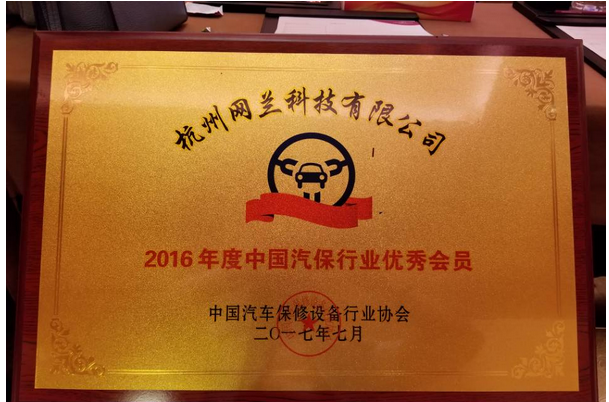 杭州网兰科技有限公司
2016年度中国汽保行业优秀会员
中国汽车保修设备行业协会
二〇一七年七月